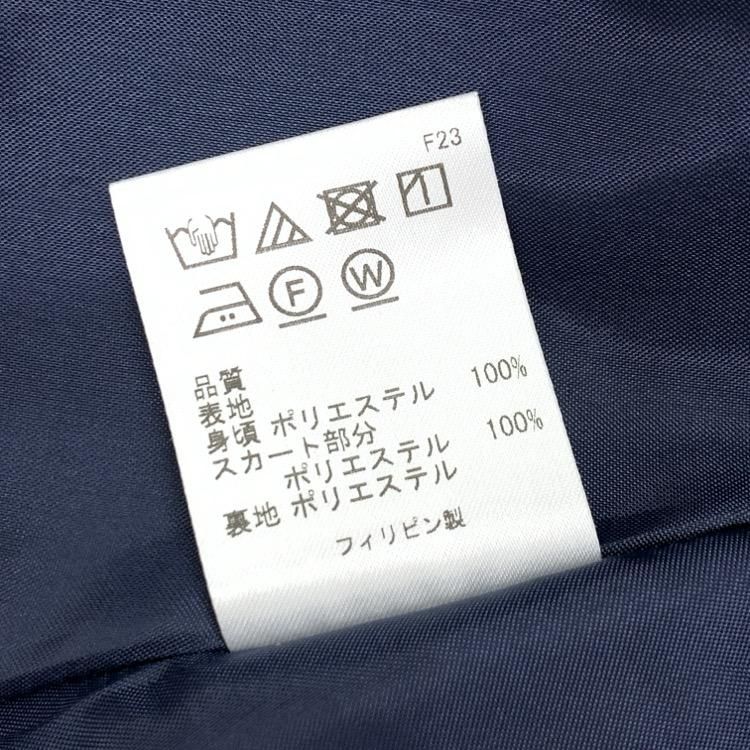 F23
F W
品質
表地
身頃 ポリエステル 100%
スカート部分
ポリエステル 100%
裏地 ポリエステル
フィリピン製